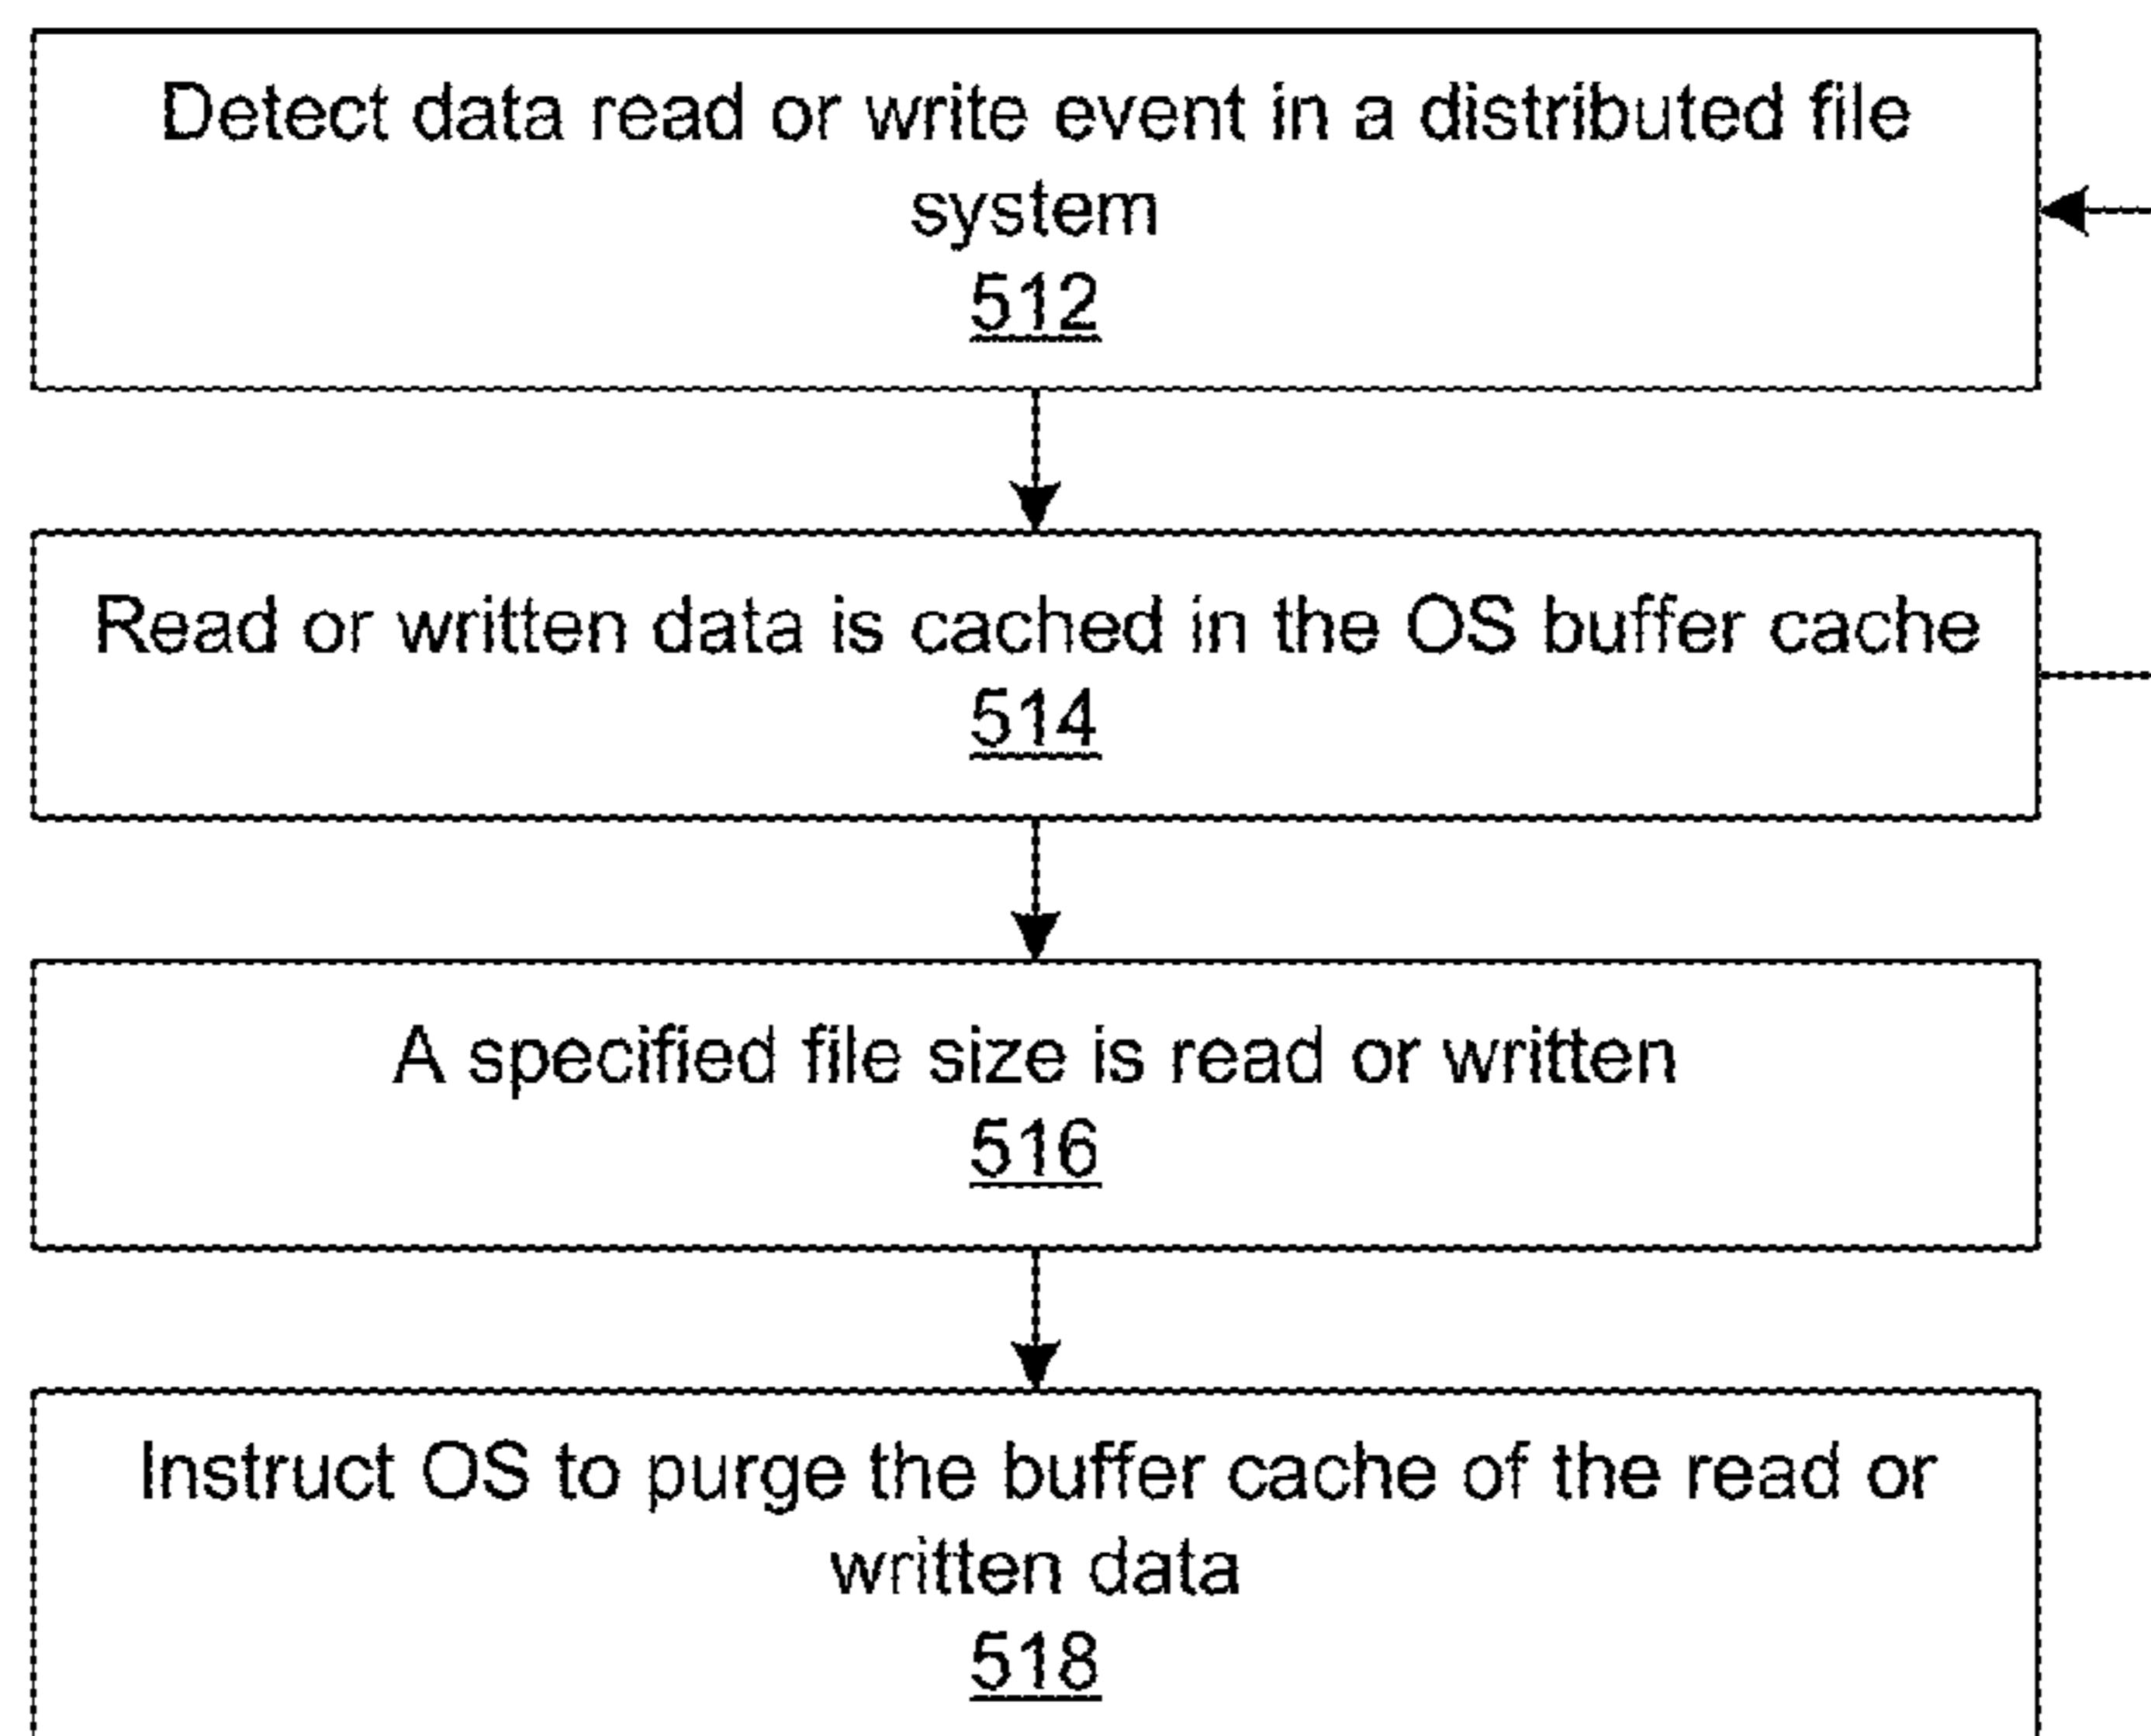 Detect data read or write event in a distributed file
system
512
Read or written data is cached in the OS buffer cache
514
A specified file size is read or written
516
Instruct OS to purge the buffer cache of the read or
written data
518